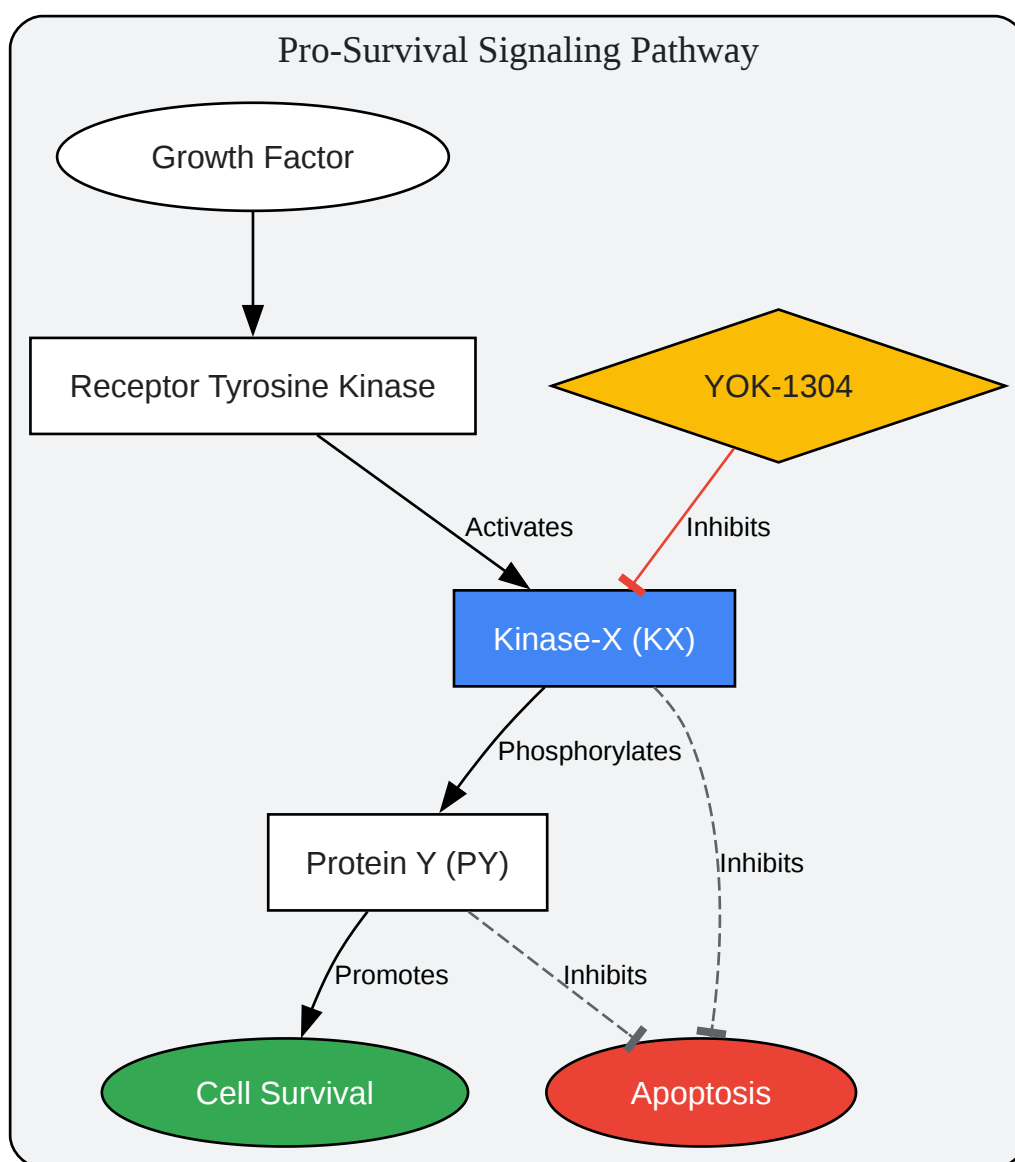 Pro-Survival Signaling Pathway
Growth Factor
Receptor Tyrosine Kinase
YOK-1304
Activates
Inhibits
Kinase-X (KX)
Phosphorylates
Protein Y (PY)
Inhibits
Promotes
Inhibits
Cell Survival
Apoptosis